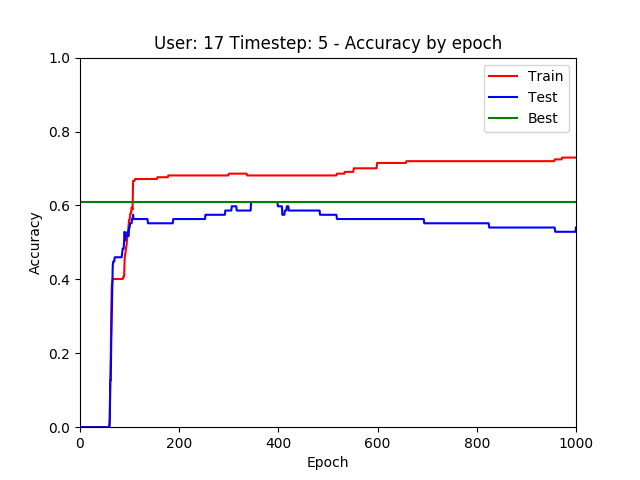 User: 17 Timestep: 5 - Accuracy by epoch
1.0
0.8
0.6
0.4
0.2
0.0
Accuracy
Train
Test
Best
0 200 400 600 800 1000
Epoch